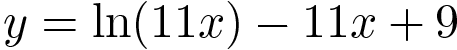 y = ln(11x) − 11x + 9